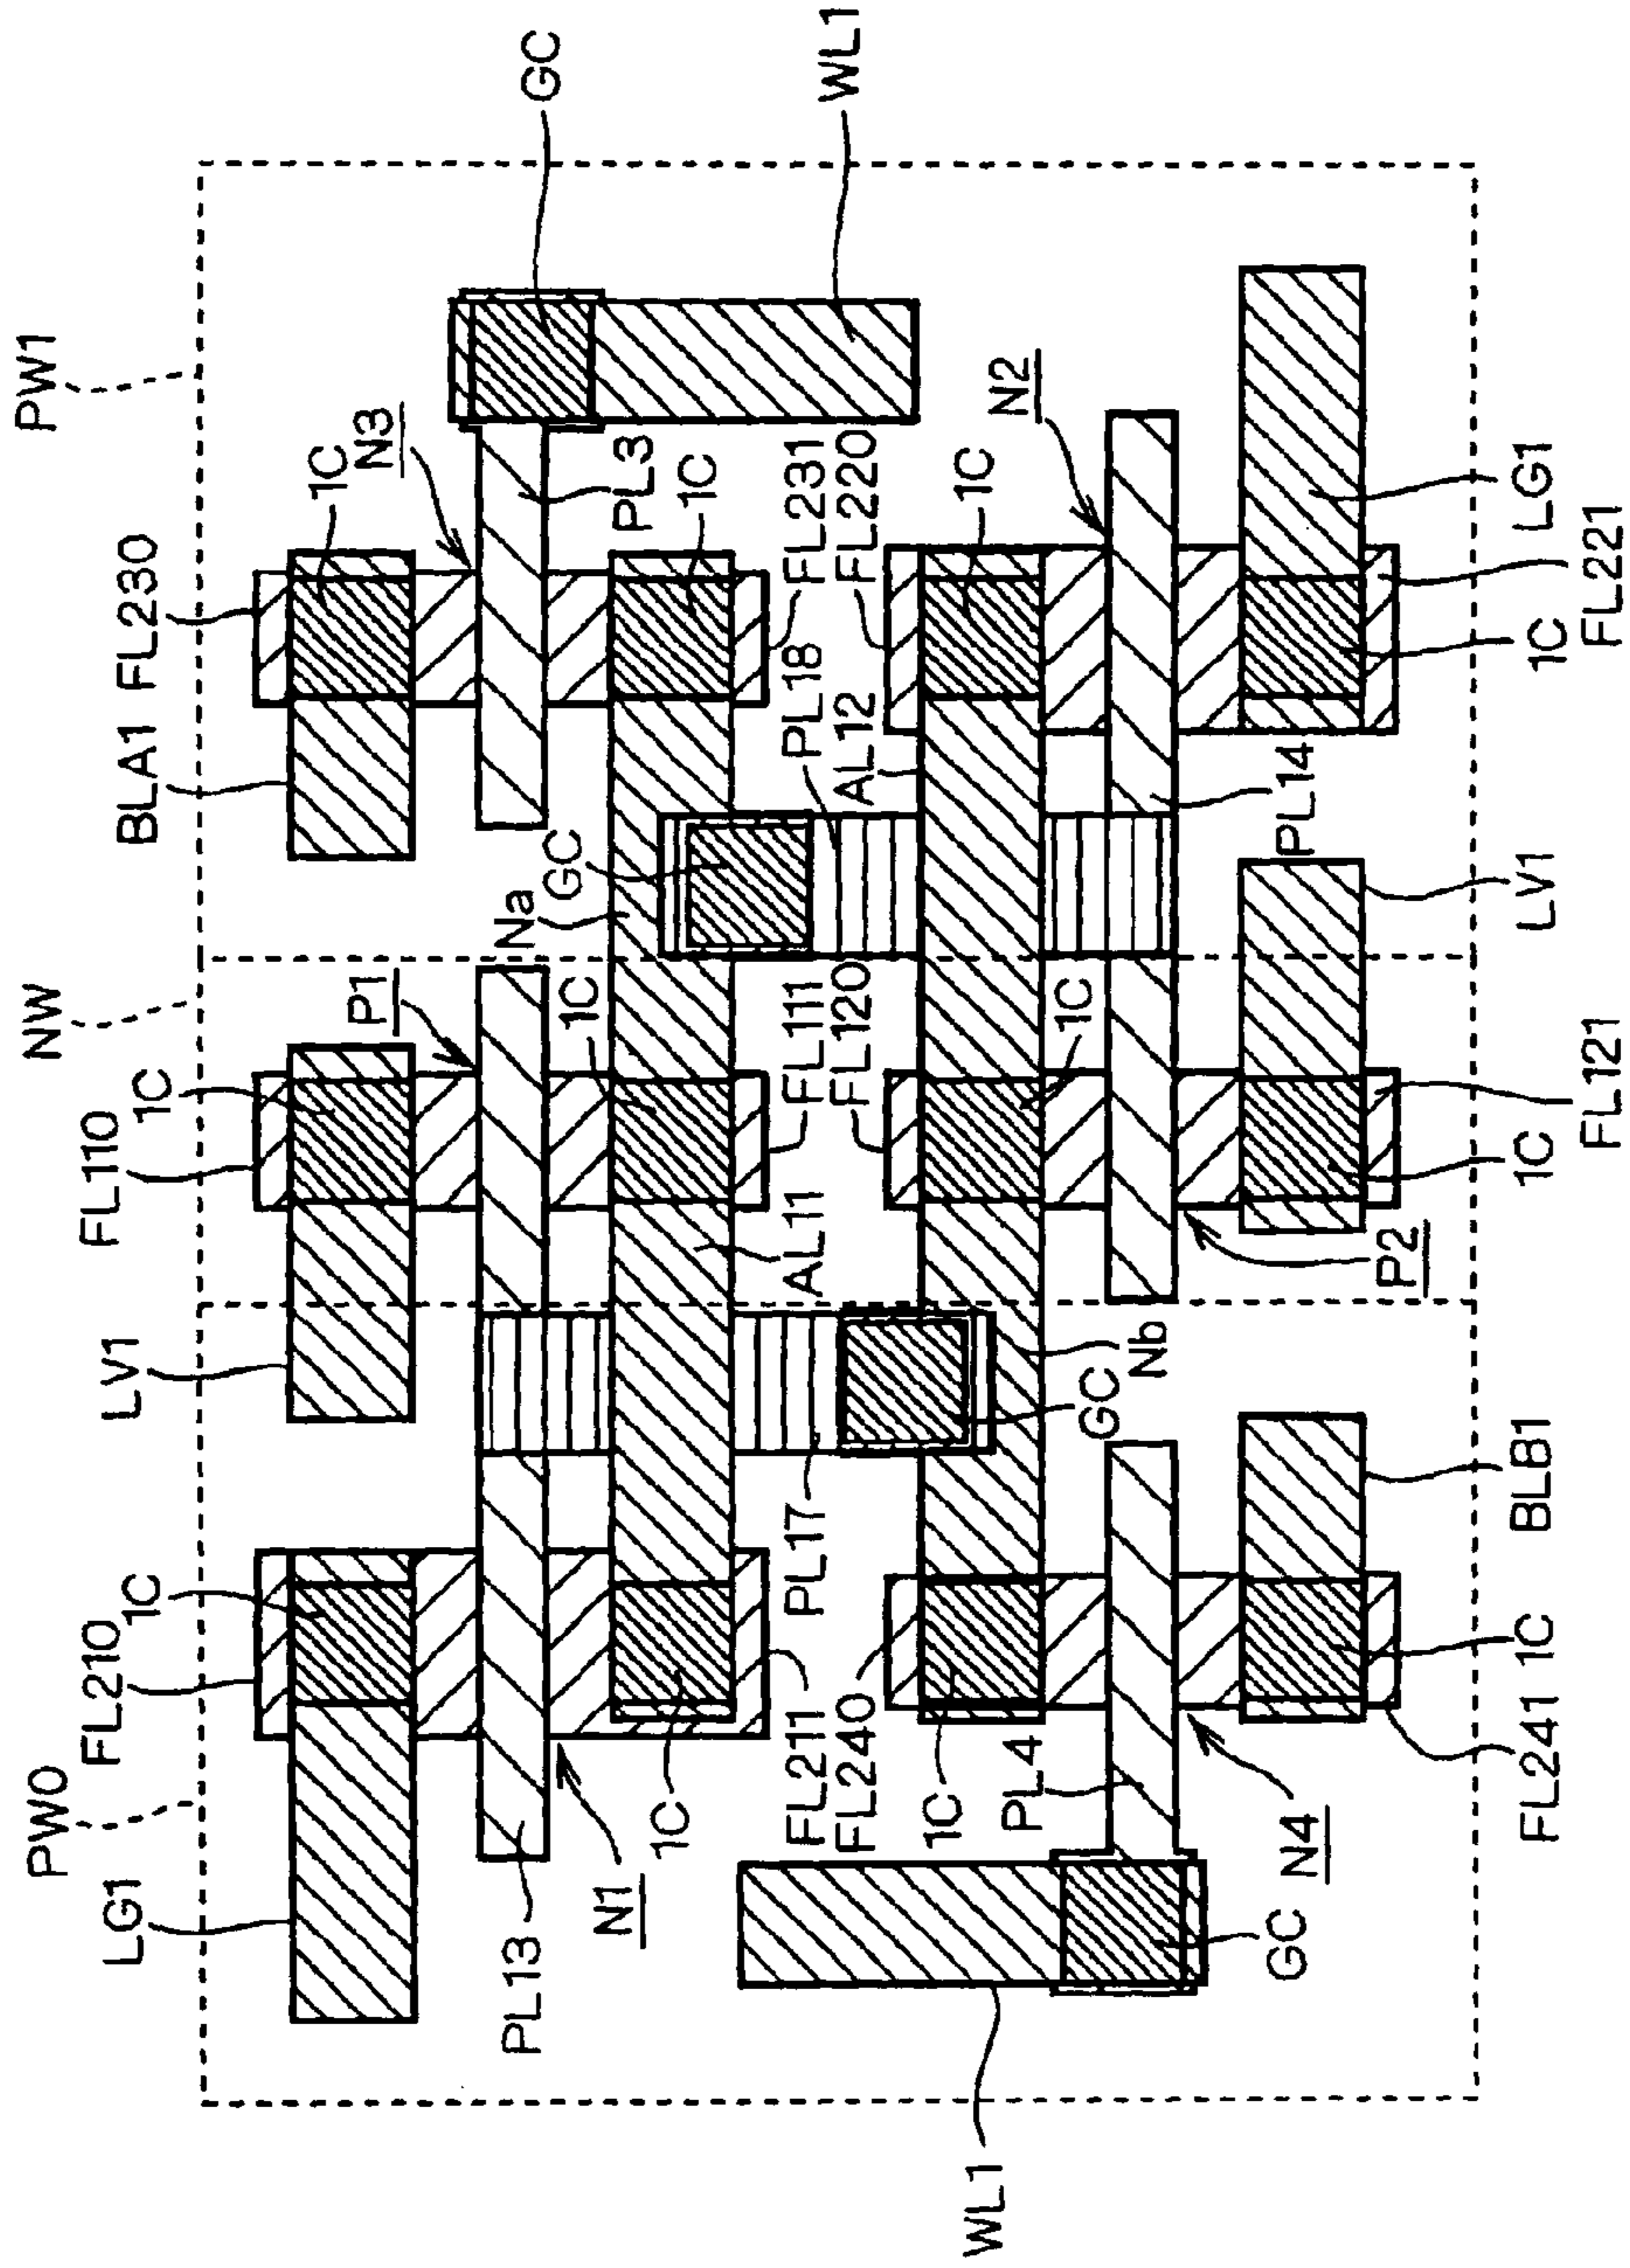 PW0
NW
PW1
LG1
FL210
1C
LV1
FL110
1C
BLA1
FL230
1C
N3
P1
GC
WL1
PL13
Na
GC
1C
N1
PL3
1C
1C
FL211
PL17
AL11
FL111
PL18
FL231
FL240
FL120
AL12
FL220
1C
1C
WL1
PL4
N2
GC
1C
Nb
GC
N4
PL14
P2
FL241
1C
BLB1
1C
LV1
1C
LG1
FL121
FL221